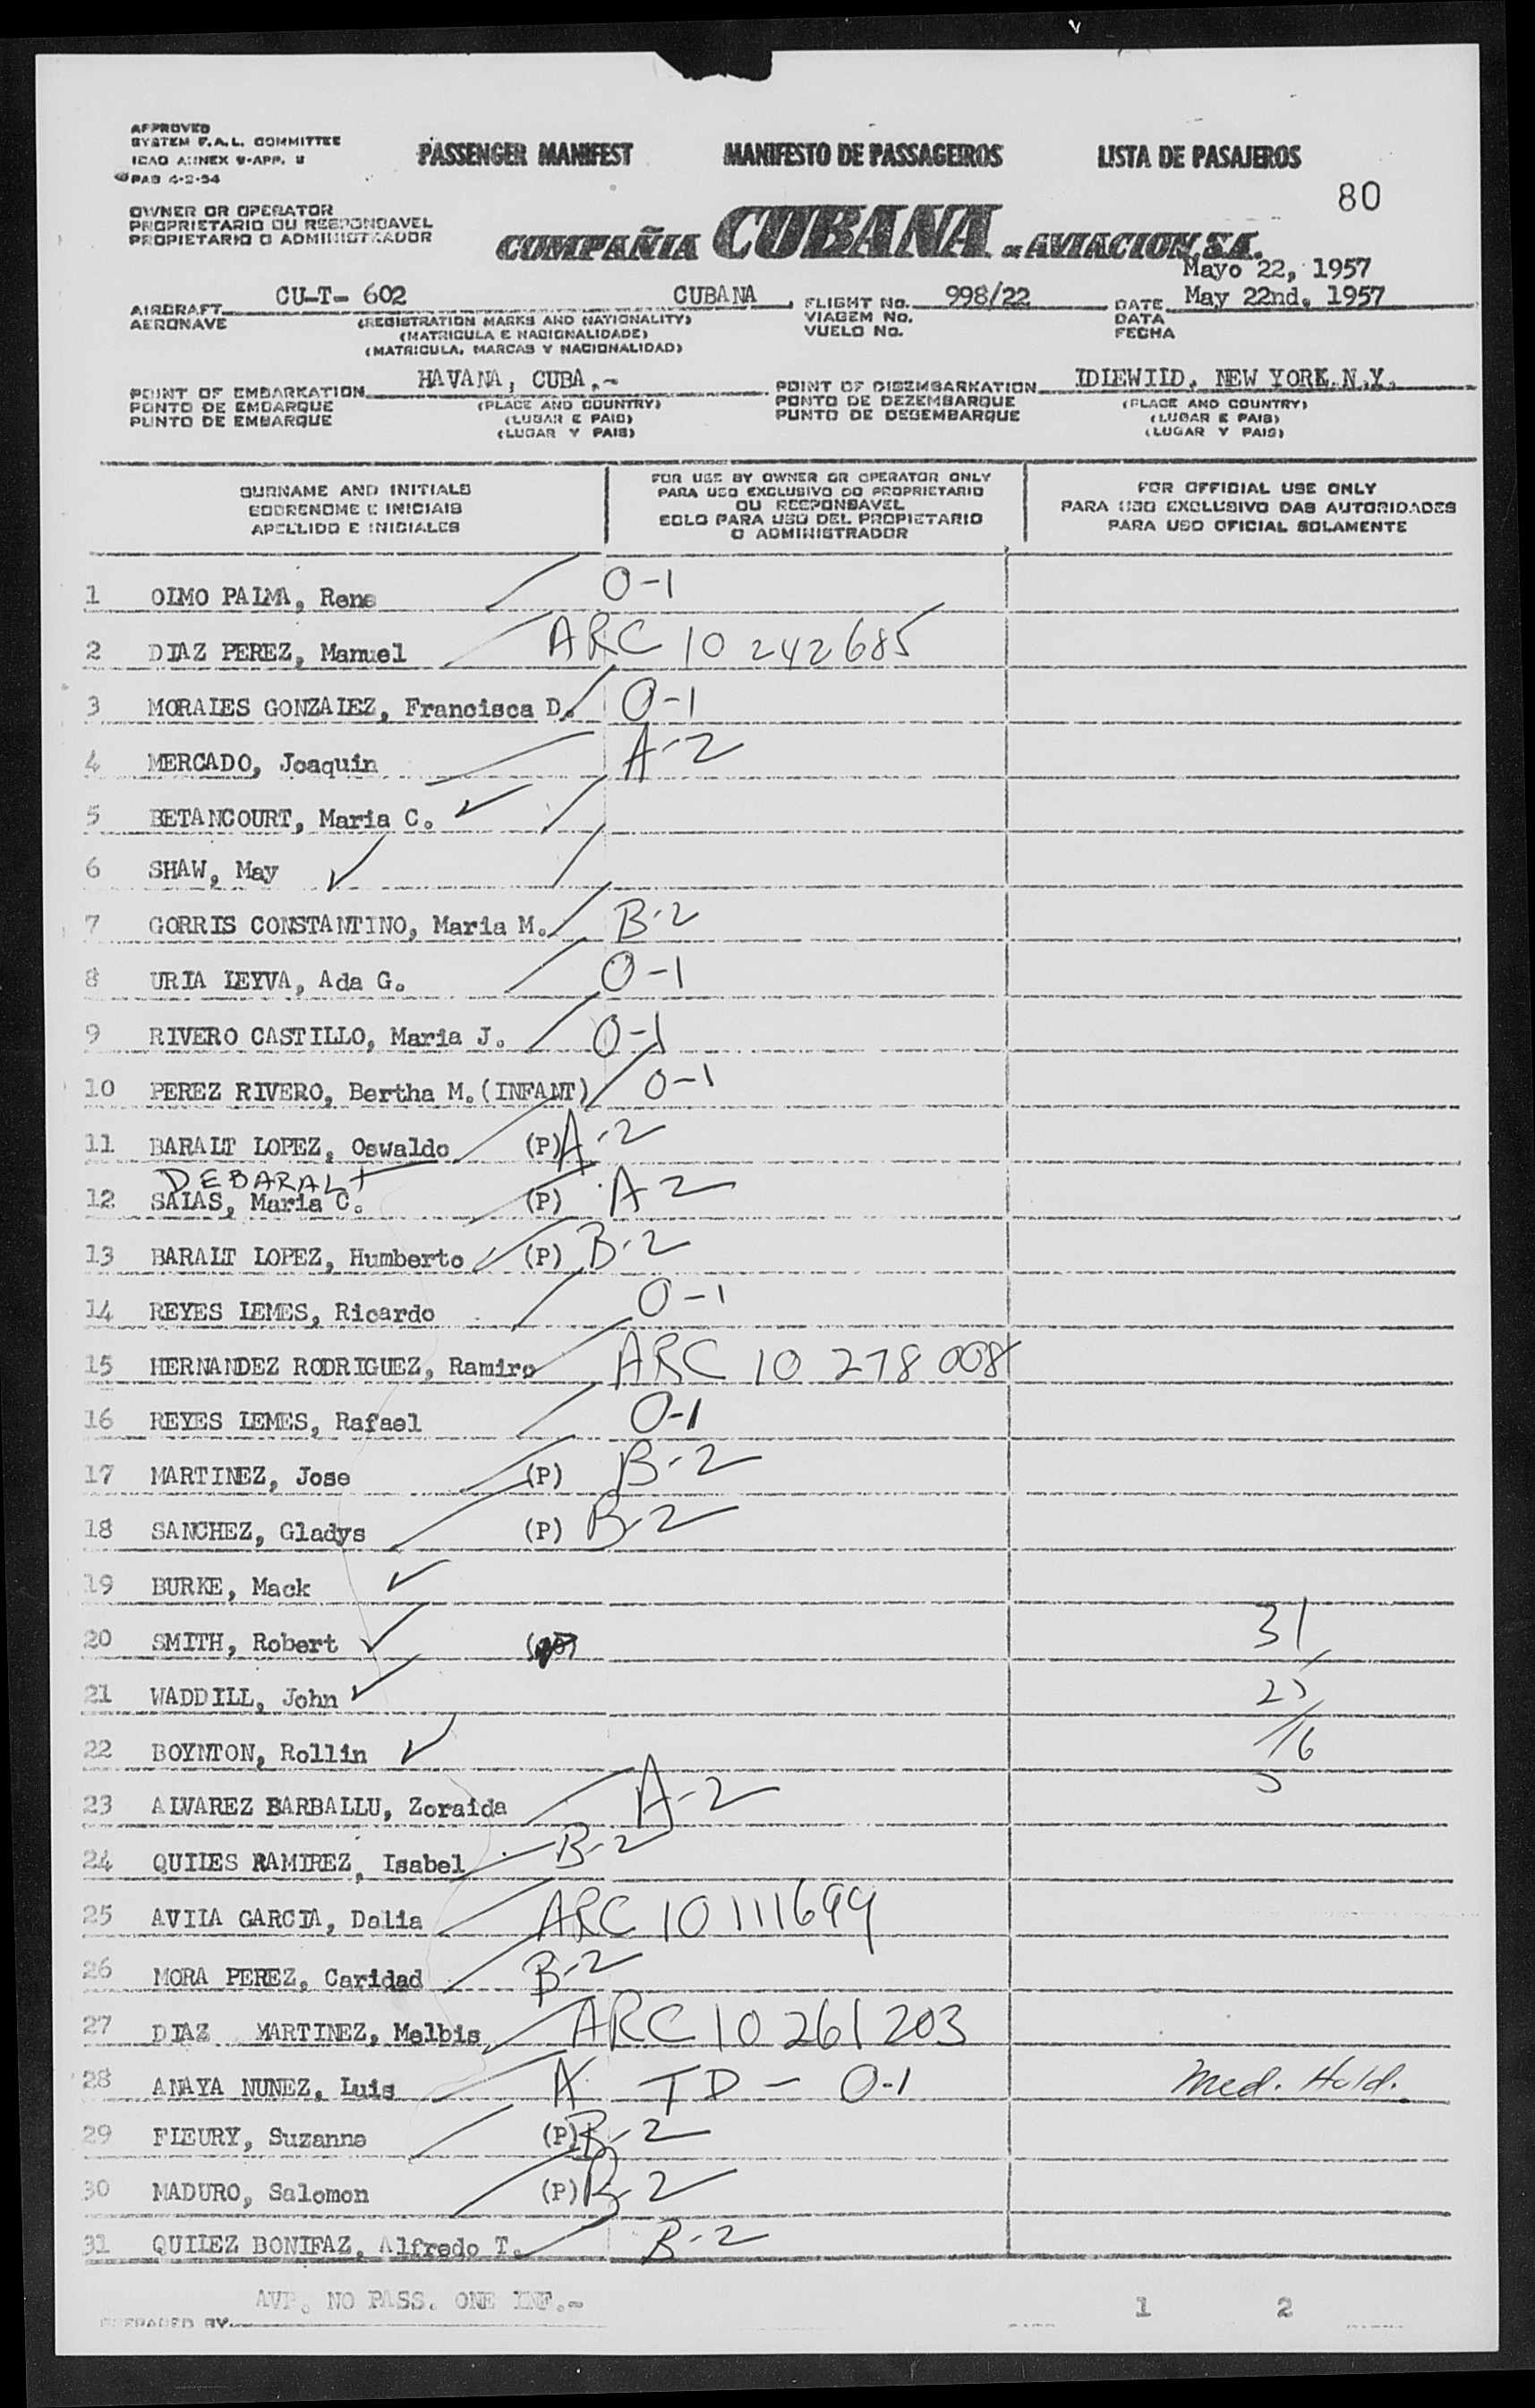 APPROVED
SYSTEM F.A.L. COMMITTEE
ICAO ANNEX 9-APP.
PAB 4-2-54
PASSENGER MANIFEST MANIFESTO DE PASSAGEIROS LISTA DE PASAJEROS
80
OWNER OR OPERATOR
PROPRIETARIO OU RESPONSAVEL
PROPIETARIO O ADMINISTRADOR
COMPAÑIA CUBANA DE AVIACION, S.A.
Mayo 22, 1957
AIRCRAFT CU-T- 602 CUBANA FLIGHT No. 998/22 DATE May 22nd. 1957
AERONAVE (REGISTRATION MARKS AND NATIONALITY) VIAGEM No. DATA
(MATRICULA E NACIONALIDADE) VUELO No. FECHA
(MATRICULA, MARCAS Y NACIONALIDAD)
POINT OF EMBARKATION HAVANA, CUBA.- POINT OF DISEMBARKATION IDLEWILD, NEW YORK.N.Y.
PONTO DE EMBARQUE (PLACE AND COUNTRY) PONTO DE DEZEMBARQUE (PLACE AND COUNTRY)
PUNTO DE EMBARQUE (LUGAR E PAIS) PUNTO DE DESEMBARQUE (LUGAR E PAIS)
(LUGAR Y PAIS) (LUGAR Y PAIS)
SURNAME AND INITIALS
SOBRENOME E INICIAIS
APELLIDO E INICIALES
FOR USE BY OWNER OR OPERATOR ONLY
PARA USO EXCLUSIVO DO PROPRIETARIO
OU RESPONSAVEL
SOLO PARA USO DEL PROPIETARIO
O ADMINISTRADOR
FOR OFFICIAL USE ONLY
PARA USO EXCLUSIVO DAS AUTORIDADES
PARA USO OFICIAL SOLAMENTE
1 OLMO PALMA, Rene O-1
2 DIAZ PEREZ, Manuel ARC 10 242685
3 MORALES GONZALEZ, Francisca D. O-1
4 MERCADO, Joaquin A-2
5 BETANCOURT, Maria C.
6 SHAW, May
7 GORRIS CONSTANTINO, Maria M. B-2
8 URIA LEYVA, Ada G. O-1
9 RIVERO CASTILLO, Maria J. O-1
10 PEREZ RIVERO, Bertha M.(INFANT) O-1
11 BARALT LOPEZ, Oswaldo (P) A-2
DEBARALT
12 SALAS, Maria C. (P) A-2
13 BARALT LOPEZ, Humberto (P) B-2
14 REYES LEMES, Ricardo O-1
15 HERNANDEZ RODRIGUEZ, Ramiro ARC 10 278 008
16 REYES LEMES, Rafael O-1
17 MARTINEZ, Jose (P) B-2
18 SANCHEZ, Gladys (P) B-2
19 BURKE, Mack
20 SMITH, Robert 31
21 WADDILL, John
22 BOYNTON, Rollin 16
23 ALVAREZ BARBALLU, Zoraida A-2
24 QUILES RAMIREZ, Isabel B-2
25 AVILA GARCIA, Dalia ARC 10 111699
26 MORA PEREZ, Caridad B-2
27 DIAZ MARTINEZ, Melbis ARC 10 261 203
28 ANAYA NUNEZ, Luis X TD - O-1 Med. Hold.
29 FLEURY, Suzanne (P) B-2
30 MADURO, Salomon (P) B-2
31 QUILEZ BONIFAZ, Alfredo T. B-2
AVP. NO PASS. ONE INF.-
PREPARED BY 1 2